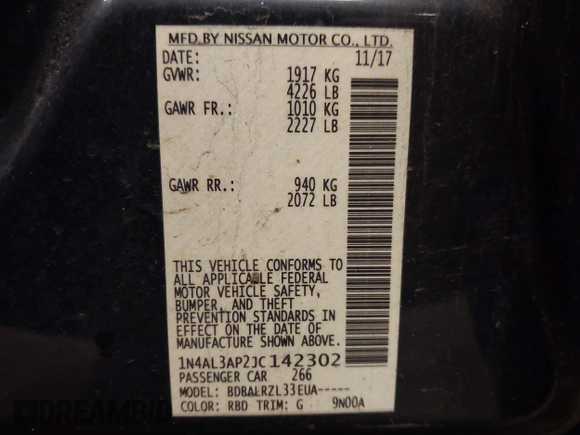 MFD.BY NISSAN MOTOR CO., LTD.
DATE: 11/17
GVWR: 1917 KG
4226 LB
GAWR FR.: 1010 KG
2227 LB
GAWR RR.: 940 KG
2072 LB
THIS VEHICLE CONFORMS TO
ALL APPLICABLE FEDERAL
MOTOR VEHICLE SAFETY,
BUMPER, AND THEFT
PREVENTION STANDARDS
IN EFFECT ON THE DATE OF
MANUFACTURE SHOWN ABOVE.
1N4AL3AP2JC142302
PASSENGER CAR 266
MODEL: BDBALRZL33EUA-----
COLOR: RBD TRIM: G 9N00A
DREAMBID